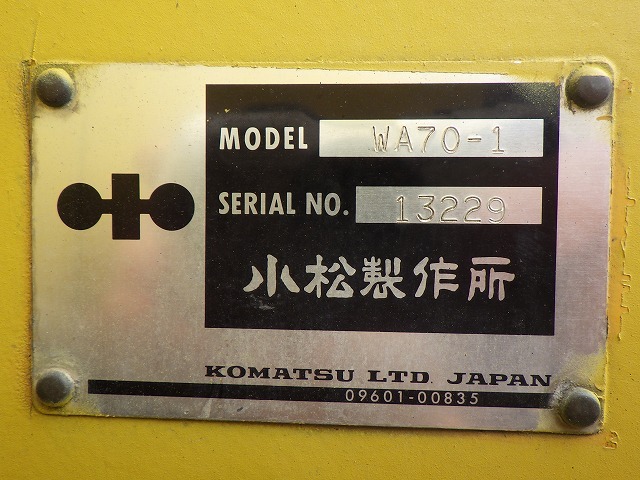 MODEL WA70-1
SERIAL NO. 13229
小松製作所
KOMATSU LTD. JAPAN
09601-00835